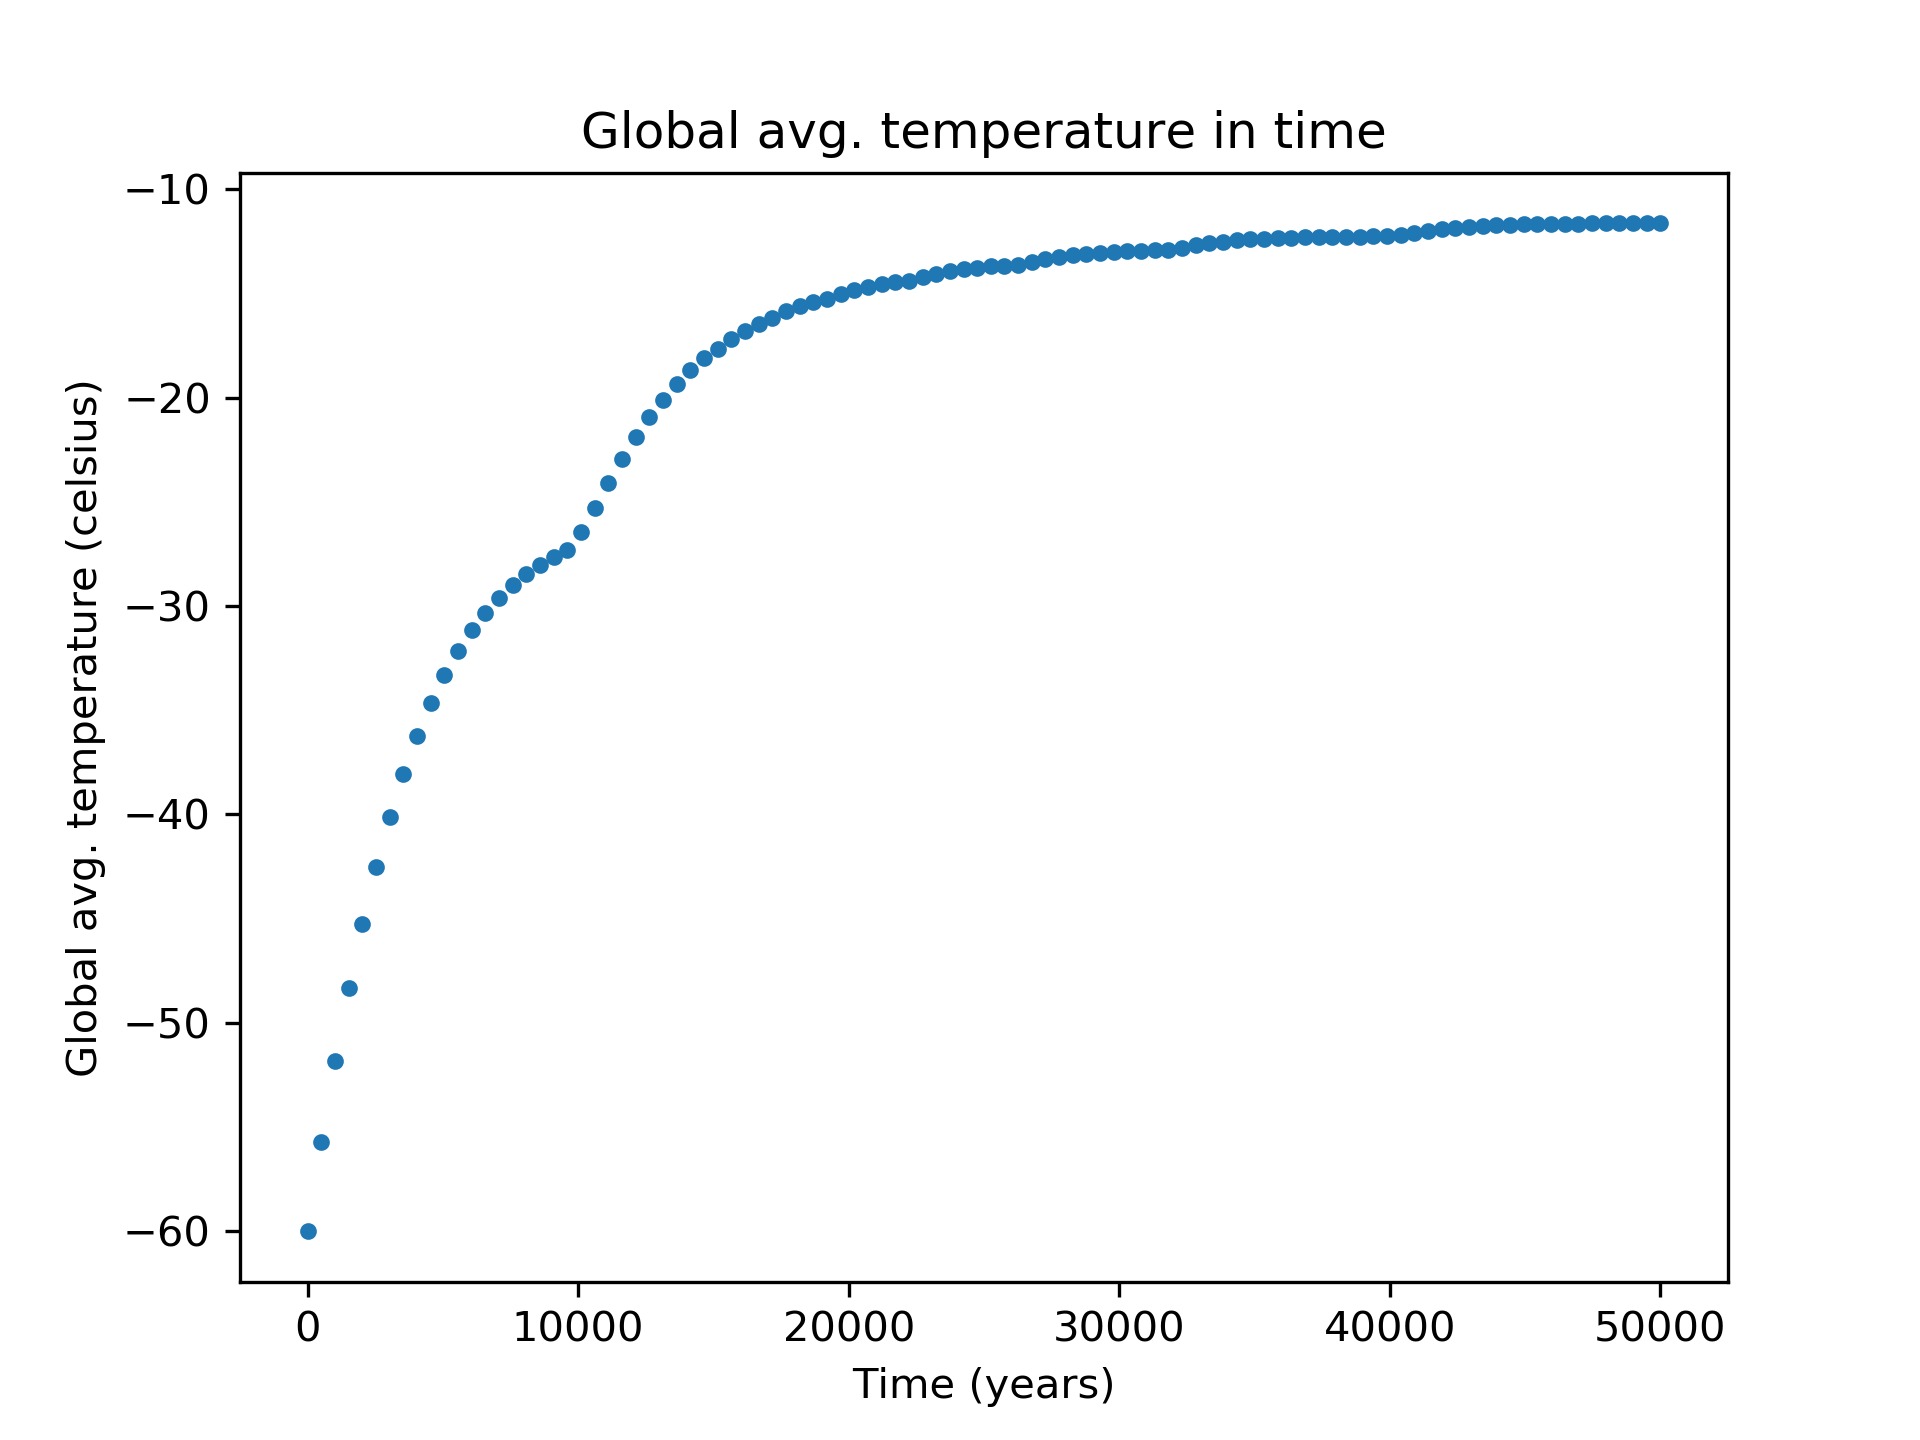 Global avg. temperature in time
−10
−20
−30
−40
−50
−60
Global avg. temperature (celsius)
0 10000 20000 30000 40000 50000
Time (years)